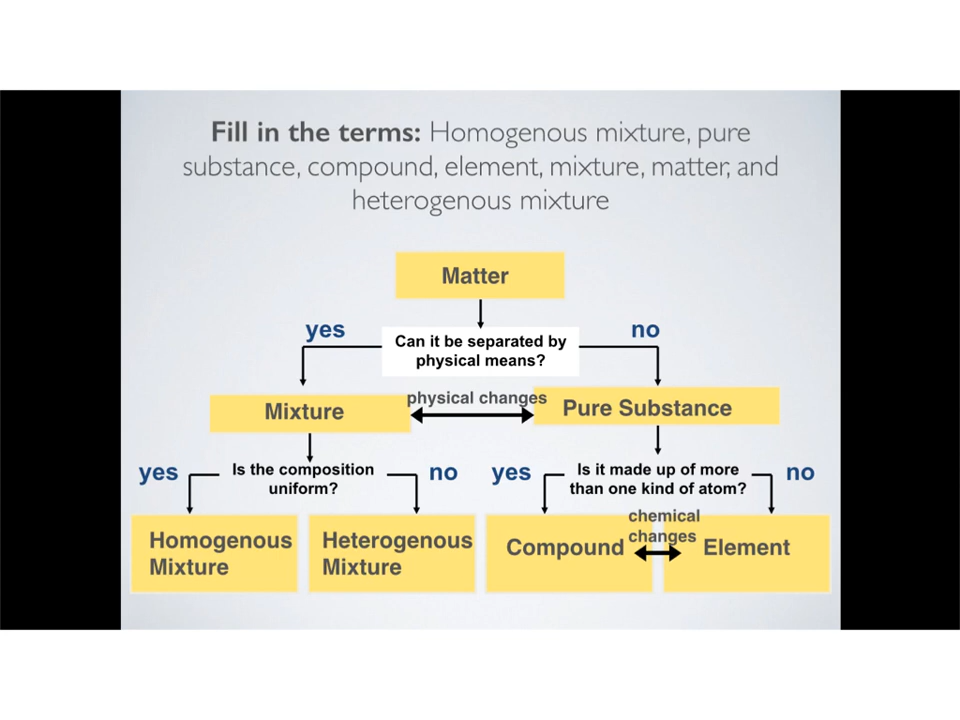 Fill in the terms: Homogenous mixture, pure
substance, compound, element, mixture, matter, and
heterogenous mixture
Matter
yes
no
Can it be separated by
physical means?
Mixture
physical changes
Pure Substance
yes
Is the composition
uniform?
no
yes
Is it made up of more
than one kind of atom?
no
Homogenous
Mixture
Heterogenous
Mixture
Compound
chemical
changes
Element